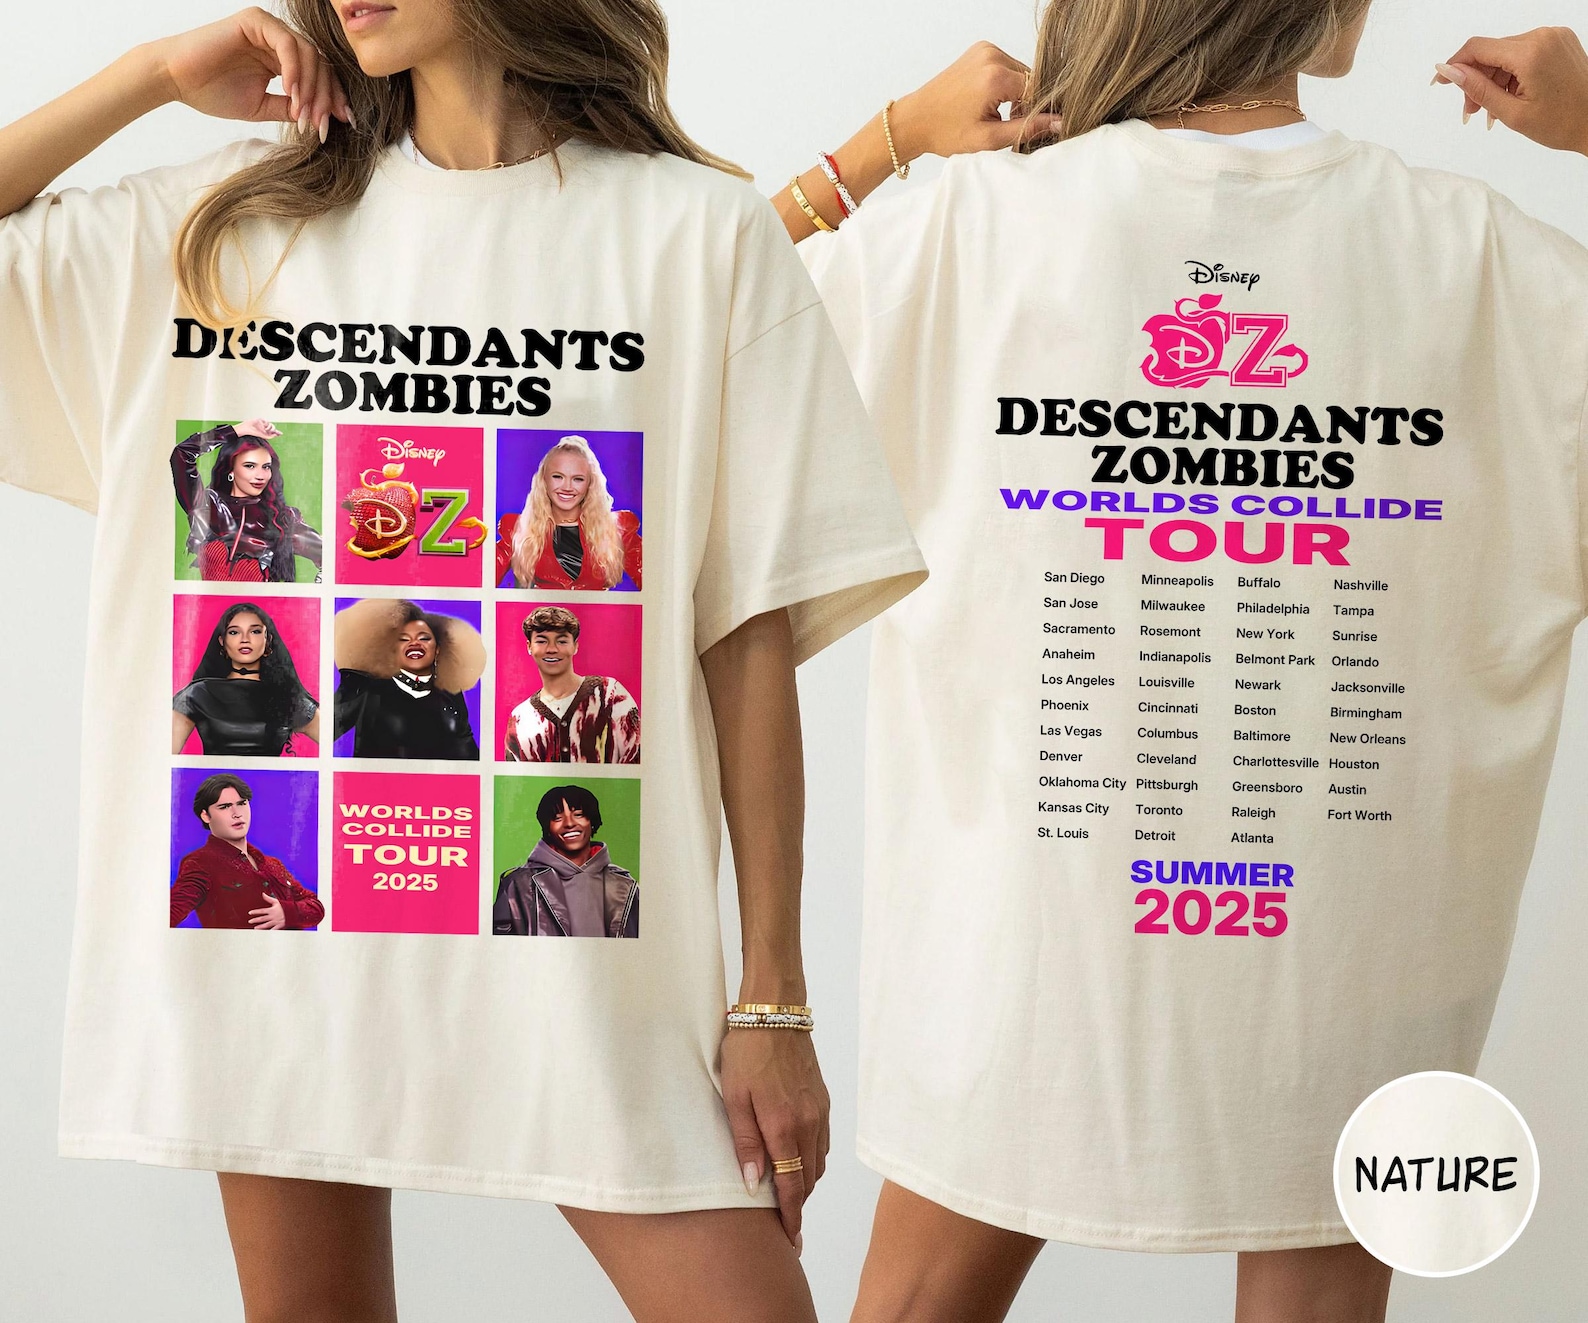 DESCENDANTS
ZOMBIES
Disney
D Z
WORLDS
COLLIDE
TOUR
2025
Disney
D Z
DESCENDANTS
ZOMBIES
WORLDS COLLIDE
TOUR
San Diego
San Jose
Sacramento
Anaheim
Los Angeles
Phoenix
Las Vegas
Denver
Oklahoma City
Kansas City
St. Louis
Minneapolis
Milwaukee
Rosemont
Indianapolis
Louisville
Cincinnati
Columbus
Cleveland
Pittsburgh
Toronto
Detroit
Buffalo
Philadelphia
New York
Belmont Park
Newark
Boston
Baltimore
Charlottesville
Greensboro
Raleigh
Atlanta
Nashville
Tampa
Sunrise
Orlando
Jacksonville
Birmingham
New Orleans
Houston
Austin
Fort Worth
SUMMER
2025
NATURE